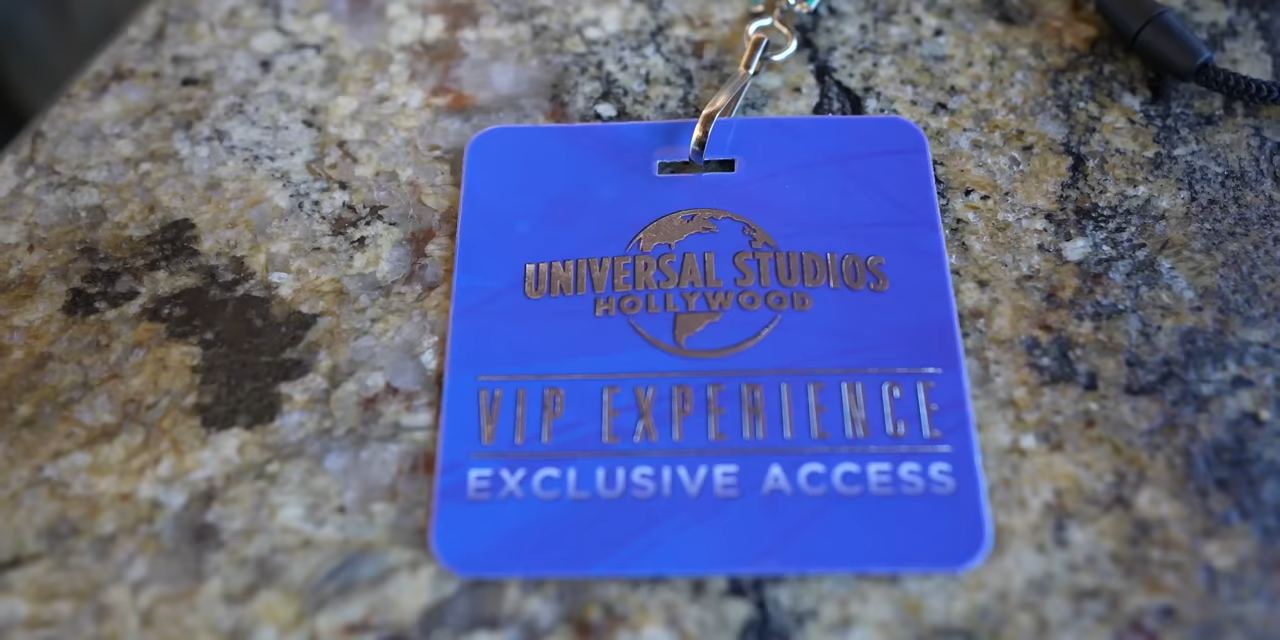 UNIVERSAL STUDIOS
HOLLYWOOD
VIP EXPERIENCE
EXCLUSIVE ACCESS